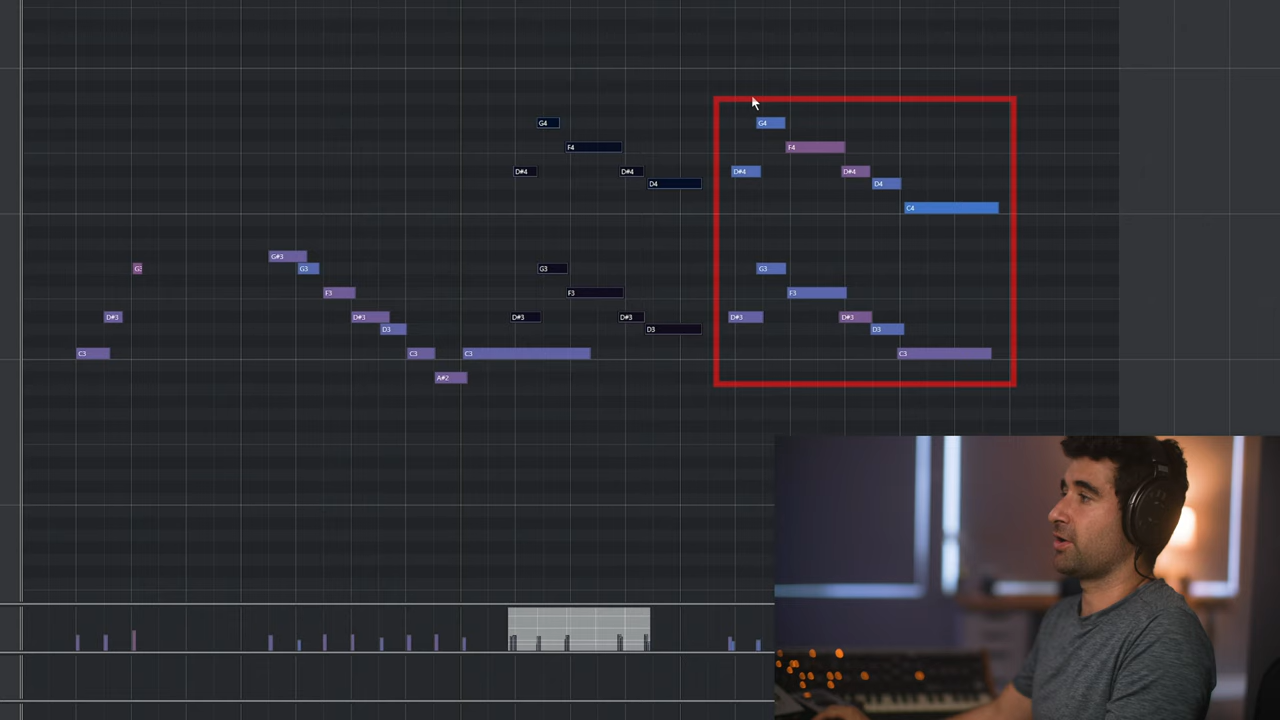 G4 G4
F4 F4
D#4 D#4 D#4 D#4
D4 D4
C4
G#3
G3 G3 G3 G3
F3 F3 F3
D#3 D#3 D#3 D#3 D#3 D#3
D3 D3 D3
C3 C3 C3 C3
A#2